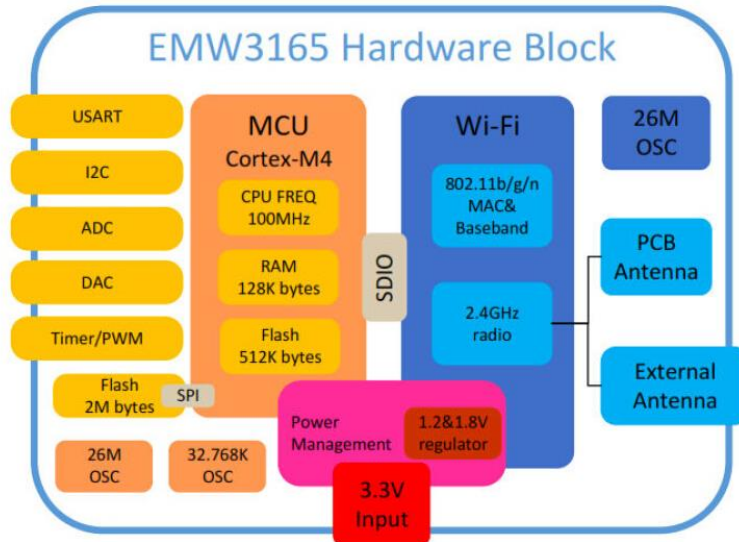 EMW3165 Hardware Block
USART
I2C
ADC
DAC
Timer/PWM
Flash
2M bytes
SPI
26M
OSC
32.768K
OSC
MCU
Cortex-M4
CPU FREQ
100MHz
RAM
128K bytes
Flash
512K bytes
SDIO
Wi-Fi
802.11b/g/n
MAC&
Baseband
2.4GHz
radio
Power
Management
1.2&1.8V
regulator
3.3V
Input
26M
OSC
PCB
Antenna
External
Antenna